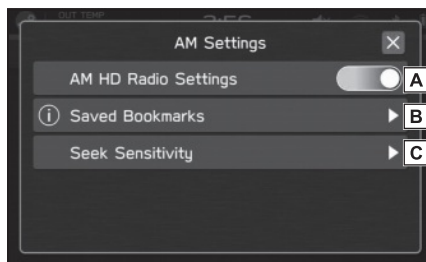 OUT TEMP
AM Settings
AM HD Radio Settings
A
Saved Bookmarks
B
Seek Sensitivity
C